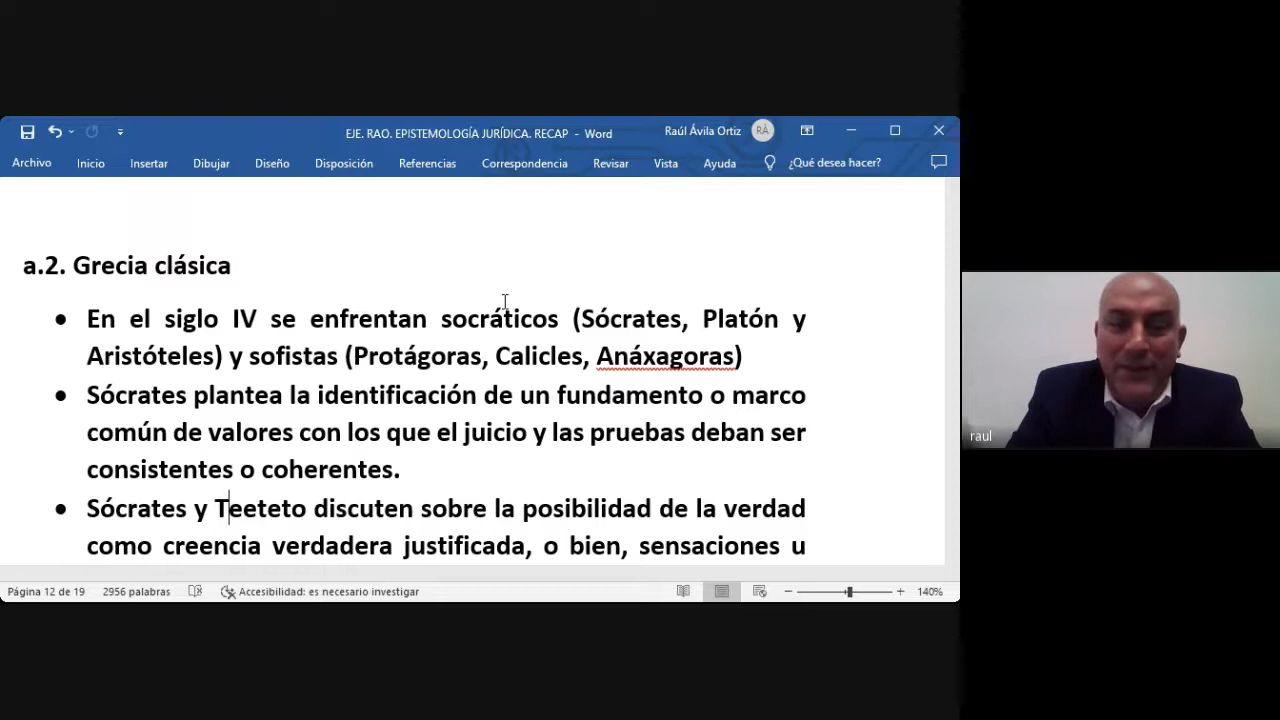 EJE. RAO. EPISTEMOLOGÍA JURÍDICA. RECAP - Word
Raúl Ávila Ortiz
RÁ
Archivo Inicio Insertar Dibujar Diseño Disposición Referencias Correspondencia Revisar Vista Ayuda ¿Qué desea hacer?
a.2. Grecia clásica
• En el siglo IV se enfrentan socráticos (Sócrates, Platón y
Aristóteles) y sofistas (Protágoras, Calicles, Anáxagoras)
• Sócrates plantea la identificación de un fundamento o marco
común de valores con los que el juicio y las pruebas deban ser
consistentes o coherentes.
• Sócrates y Teeteto discuten sobre la posibilidad de la verdad
como creencia verdadera justificada, o bien, sensaciones u
raul
Página 12 de 19 2956 palabras Accesibilidad: es necesario investigar 140%